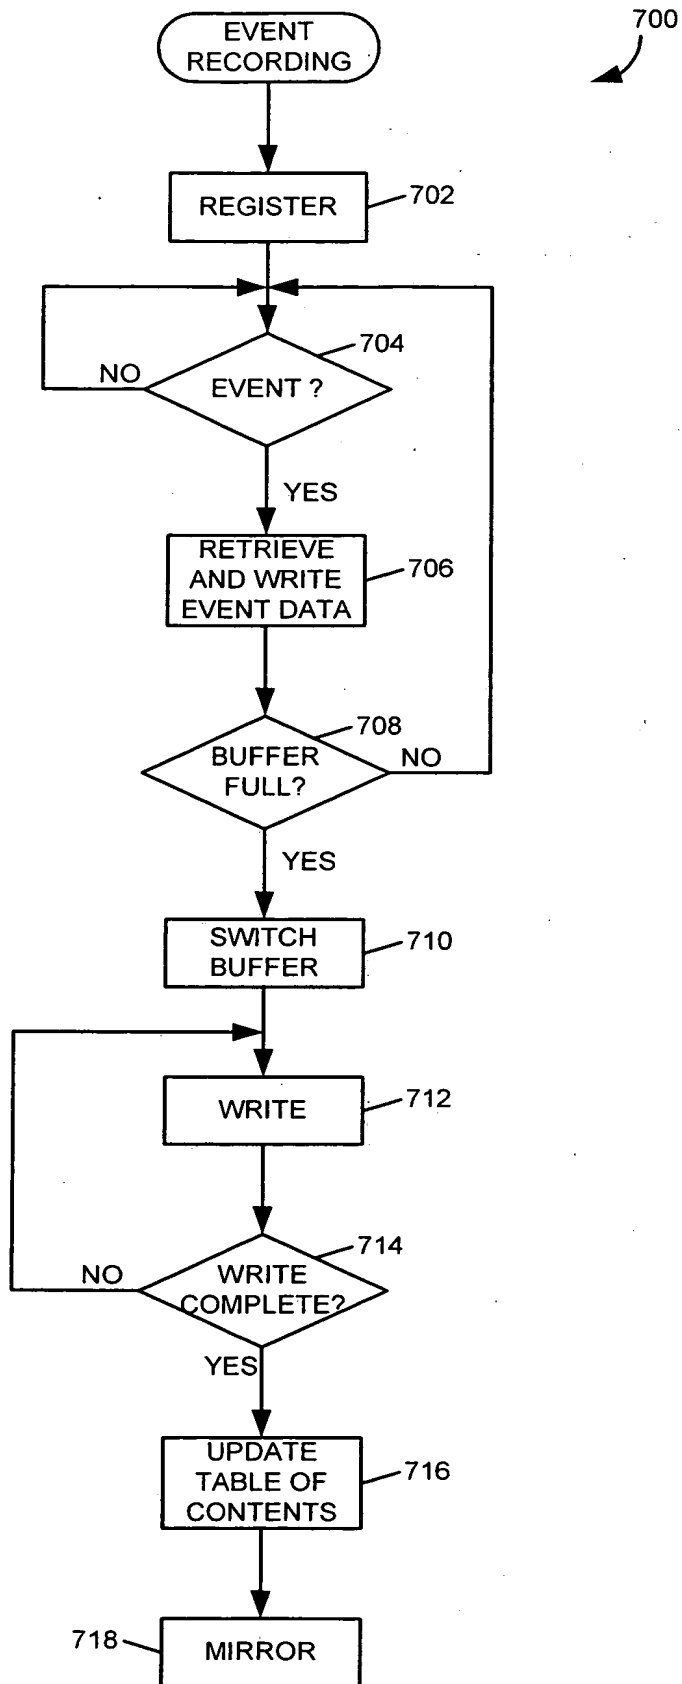 700
EVENT
RECORDING
REGISTER
702
704
NO
EVENT ?
YES
RETRIEVE
AND WRITE
EVENT DATA
706
708
BUFFER
FULL?
NO
YES
SWITCH
BUFFER
710
WRITE
712
714
NO
WRITE
COMPLETE?
YES
UPDATE
TABLE OF
CONTENTS
716
718
MIRROR